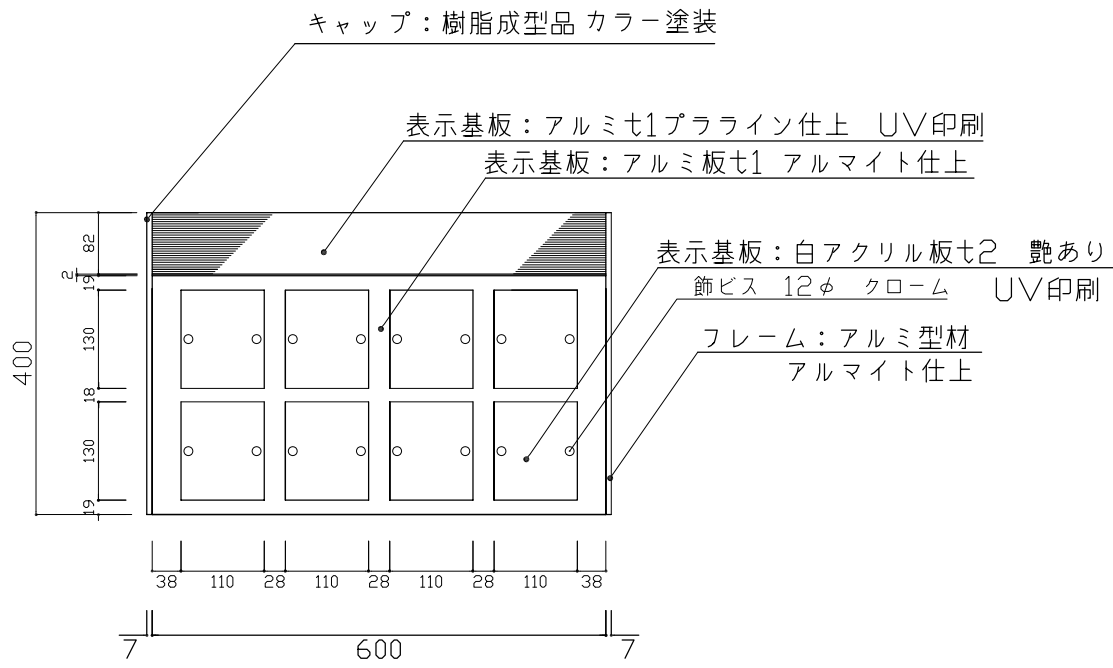 キャップ：樹脂成型品 カラー塗装
表示基板：アルミt1プラライン仕上　UV印刷
表示基板：アルミ板t1 アルマイト仕上
表示基板：白アクリル板t2　艶あり
飾ビス　12φ　クローム
UV印刷
フレーム：アルミ型材
アルマイト仕上
400
82
2
19
130
18
130
19
38 110 28 110 28 110 28 110 38
7 600 7